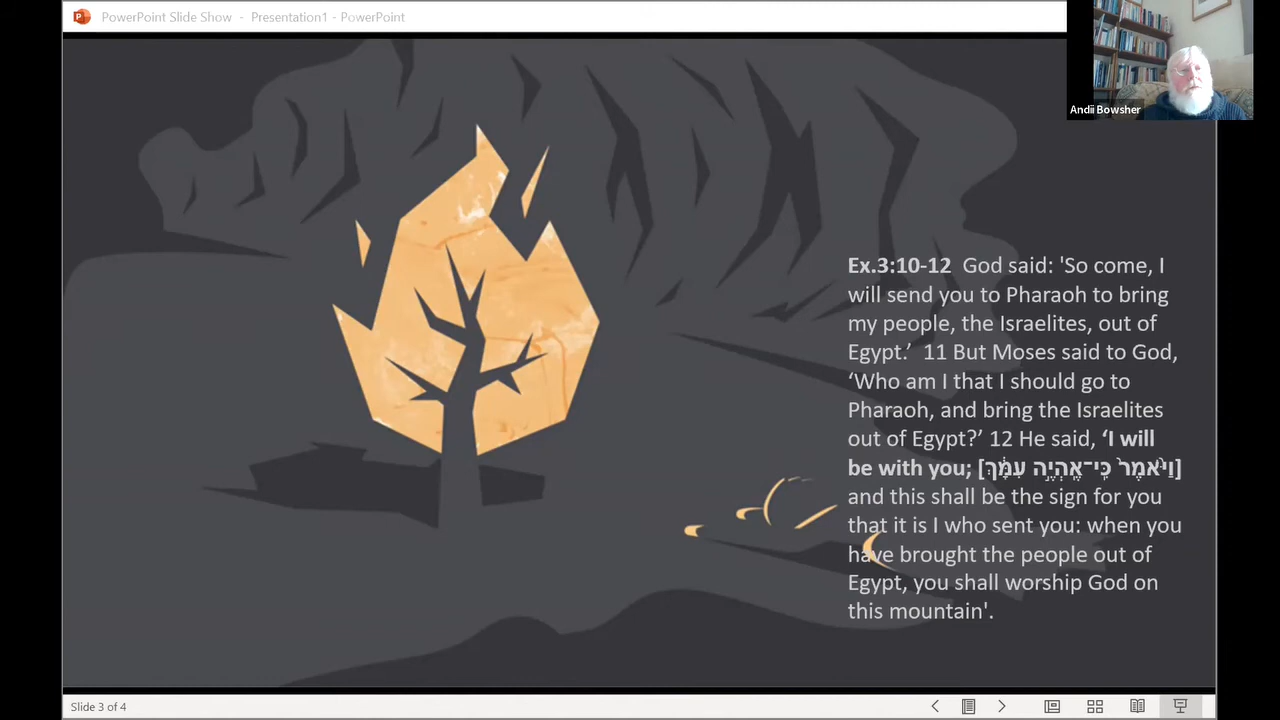 PowerPoint Slide Show - Presentation1 - PowerPoint
Andii Bowsher
Ex.3:10-12 God said: 'So come, I
will send you to Pharaoh to bring
my people, the Israelites, out of
Egypt.’ 11 But Moses said to God,
‘Who am I that I should go to
Pharaoh, and bring the Israelites
out of Egypt?’ 12 He said, ‘I will
be with you; [וַיֹּ֙אמֶר֙ כִּֽי־אֶֽהְיֶ֣ה עִמָּ֔ךְ]
and this shall be the sign for you
that it is I who sent you: when you
have brought the people out of
Egypt, you shall worship God on
this mountain'.
Slide 3 of 4